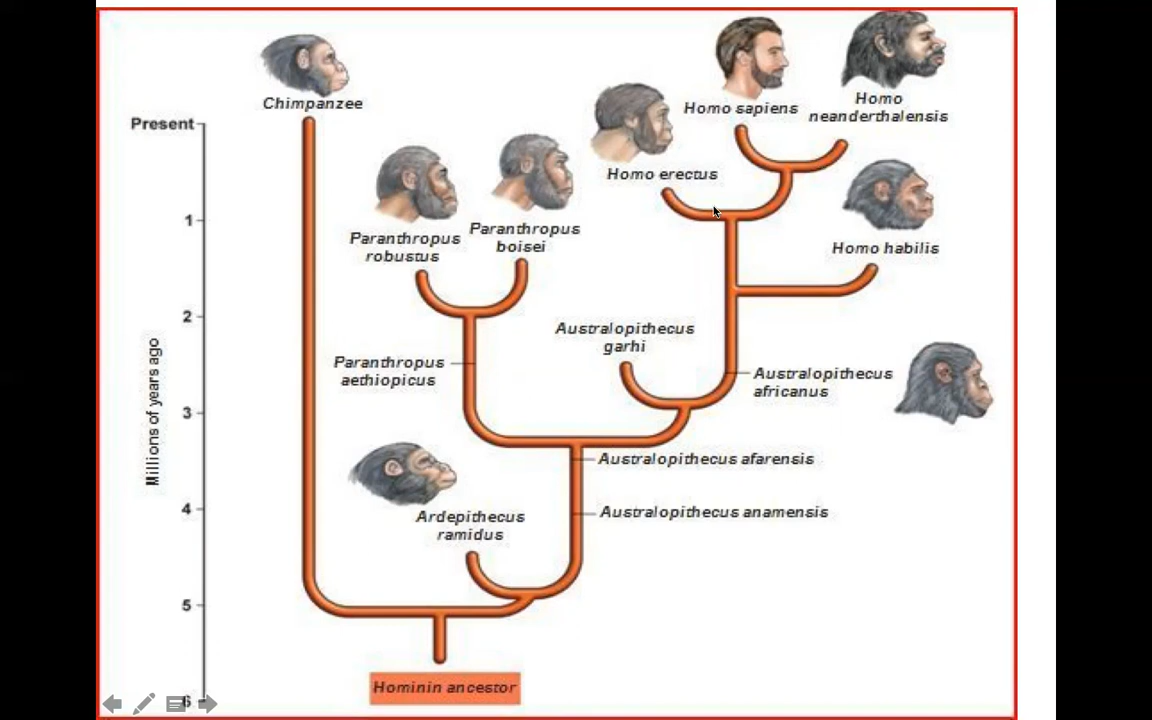 Chimpanzee
Homo sapiens
Homo
neanderthalensis
Present
Homo erectus
1
Paranthropus
robustus
Paranthropus
boisei
Homo habilis
2
Australopithecus
garhi
Paranthropus
aethiopicus
Australopithecus
africanus
Millions of years ago
3
Australopithecus afarensis
4
Australopithecus anamensis
Ardepithecus
ramidus
5
Hominin ancestor
6